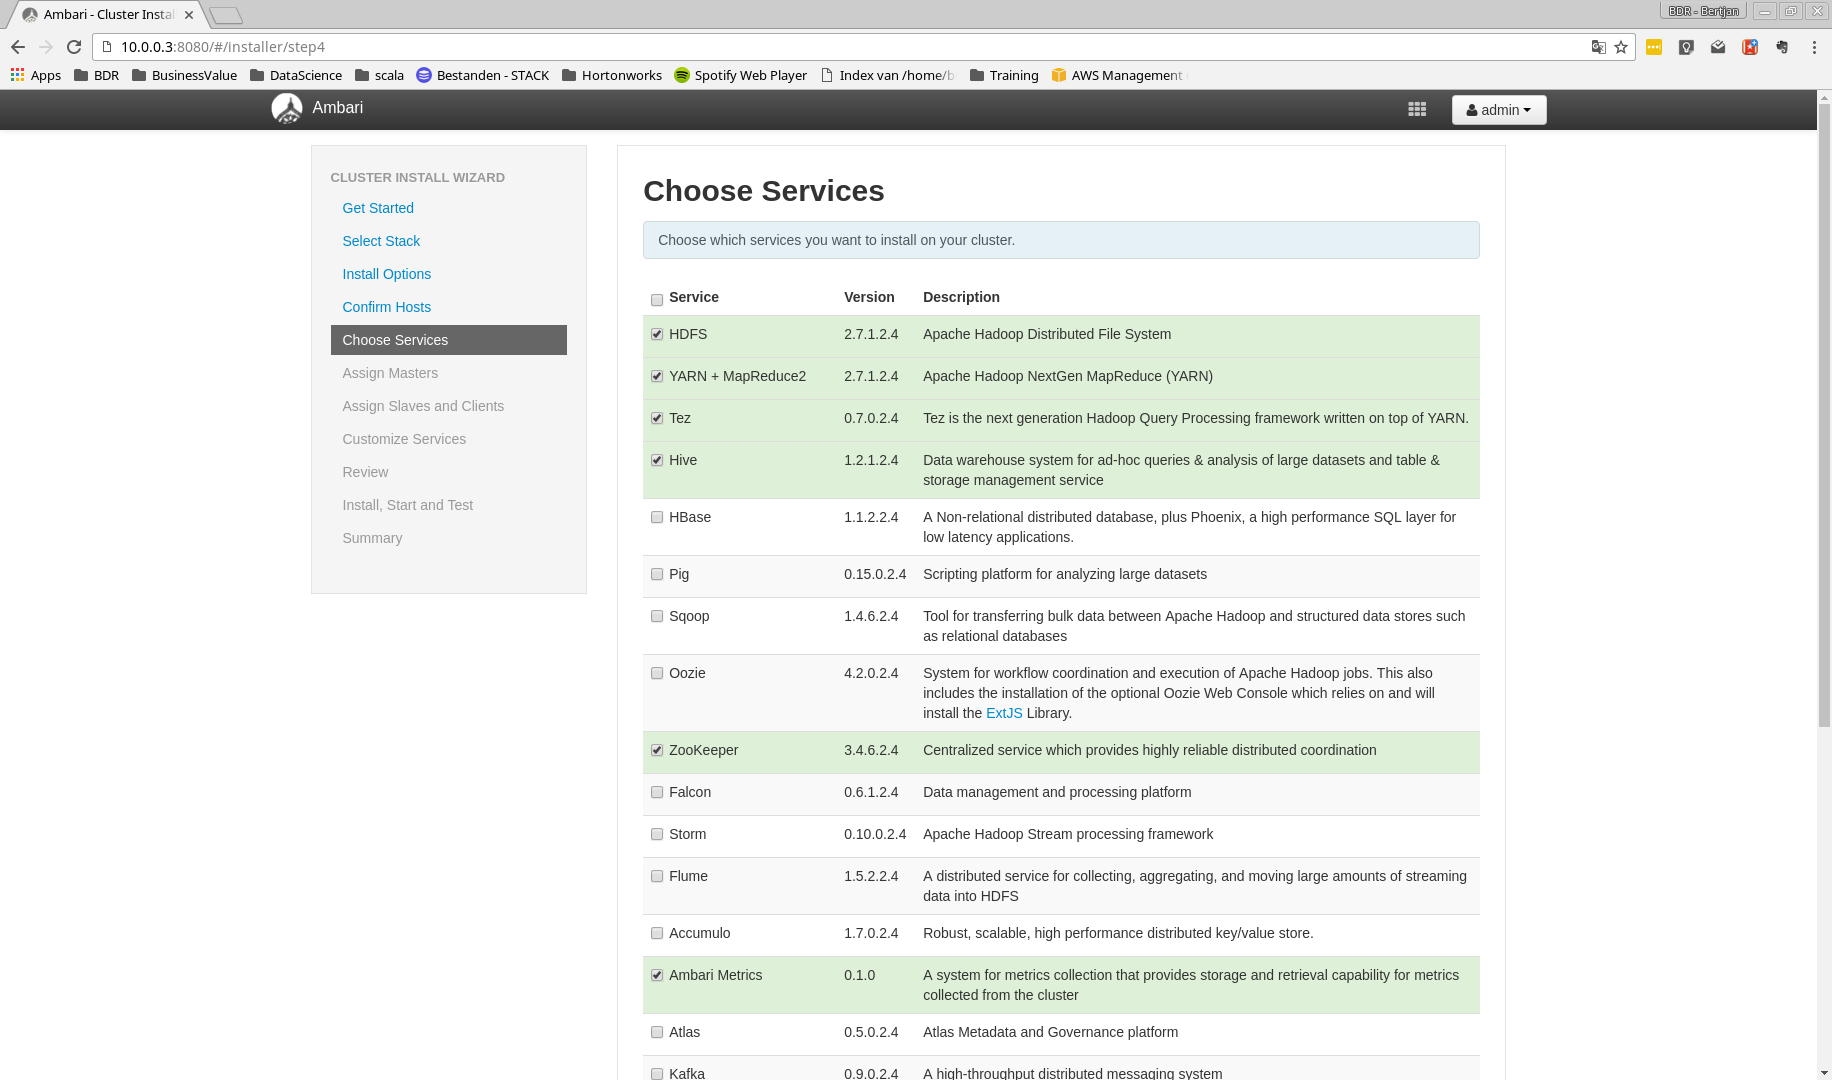 Ambari - Cluster Instal
BDR - Bertjan
10.0.0.3:8080/#/installer/step4
Apps BDR BusinessValue DataScience scala Bestanden - STACK Hortonworks Spotify Web Player Index van /home/b Training AWS Management
Ambari
admin
CLUSTER INSTALL WIZARD
Get Started
Select Stack
Install Options
Confirm Hosts
Choose Services
Assign Masters
Assign Slaves and Clients
Customize Services
Review
Install, Start and Test
Summary
Choose Services
Choose which services you want to install on your cluster.
Service Version Description
HDFS 2.7.1.2.4 Apache Hadoop Distributed File System
YARN + MapReduce2 2.7.1.2.4 Apache Hadoop NextGen MapReduce (YARN)
Tez 0.7.0.2.4 Tez is the next generation Hadoop Query Processing framework written on top of YARN.
Hive 1.2.1.2.4 Data warehouse system for ad-hoc queries & analysis of large datasets and table &
storage management service
HBase 1.1.2.2.4 A Non-relational distributed database, plus Phoenix, a high performance SQL layer for
low latency applications.
Pig 0.15.0.2.4 Scripting platform for analyzing large datasets
Sqoop 1.4.6.2.4 Tool for transferring bulk data between Apache Hadoop and structured data stores such
as relational databases
Oozie 4.2.0.2.4 System for workflow coordination and execution of Apache Hadoop jobs. This also
includes the installation of the optional Oozie Web Console which relies on and will
install the ExtJS Library.
ZooKeeper 3.4.6.2.4 Centralized service which provides highly reliable distributed coordination
Falcon 0.6.1.2.4 Data management and processing platform
Storm 0.10.0.2.4 Apache Hadoop Stream processing framework
Flume 1.5.2.2.4 A distributed service for collecting, aggregating, and moving large amounts of streaming
data into HDFS
Accumulo 1.7.0.2.4 Robust, scalable, high performance distributed key/value store.
Ambari Metrics 0.1.0 A system for metrics collection that provides storage and retrieval capability for metrics
collected from the cluster
Atlas 0.5.0.2.4 Atlas Metadata and Governance platform
Kafka 0.9.0.2.4 A high-throughput distributed messaging system